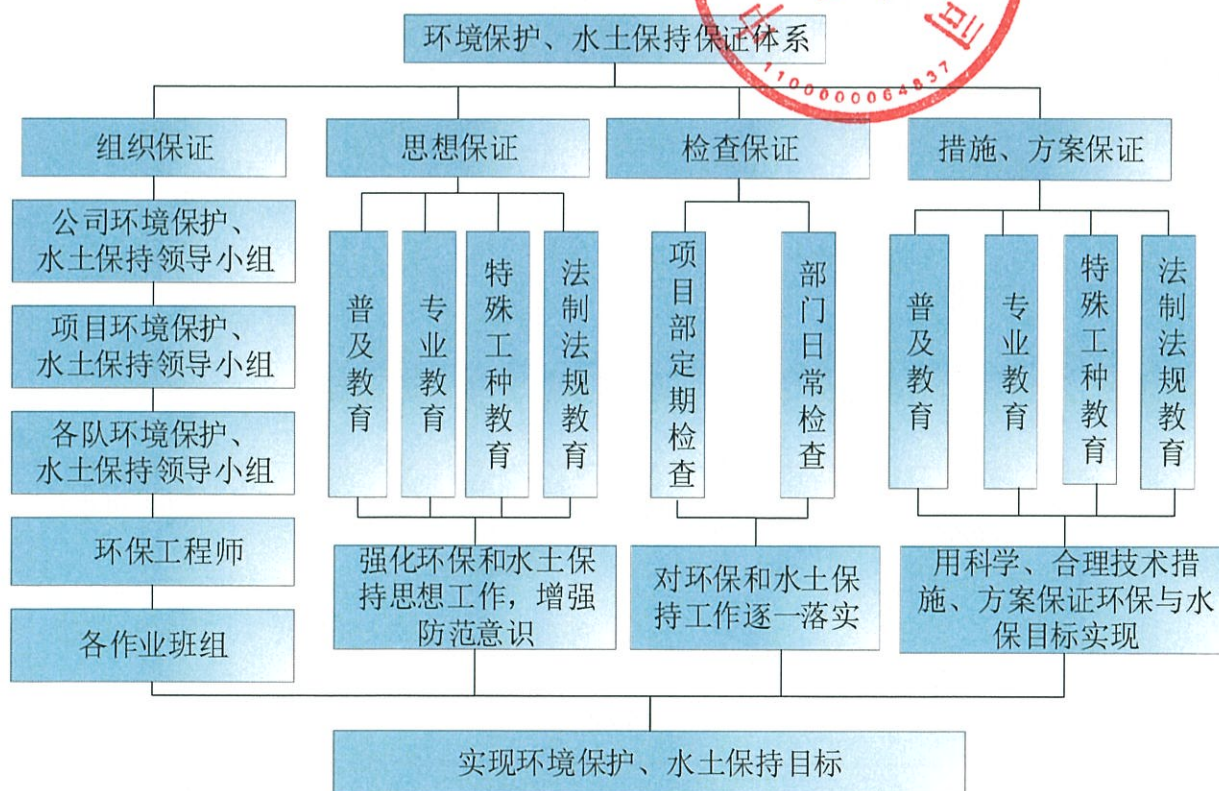 环境保护、水土保持保证体系
1100000064837
组织保证
思想保证
检查保证
措施、方案保证
公司环境保护、
水土保持领导小组
项目环境保护、
水土保持领导小组
各队环境保护、
水土保持领导小组
环保工程师
各作业班组
普及教育
专业教育
特殊工种教育
法制法规教育
项目部定期检查
部门日常检查
普及教育
专业教育
特殊工种教育
法制法规教育
强化环保和水土保
持思想工作，增强
防范意识
对环保和水土保
持工作逐一落实
用科学、合理技术措
施、方案保证环保与水
保目标实现
实现环境保护、水土保持目标